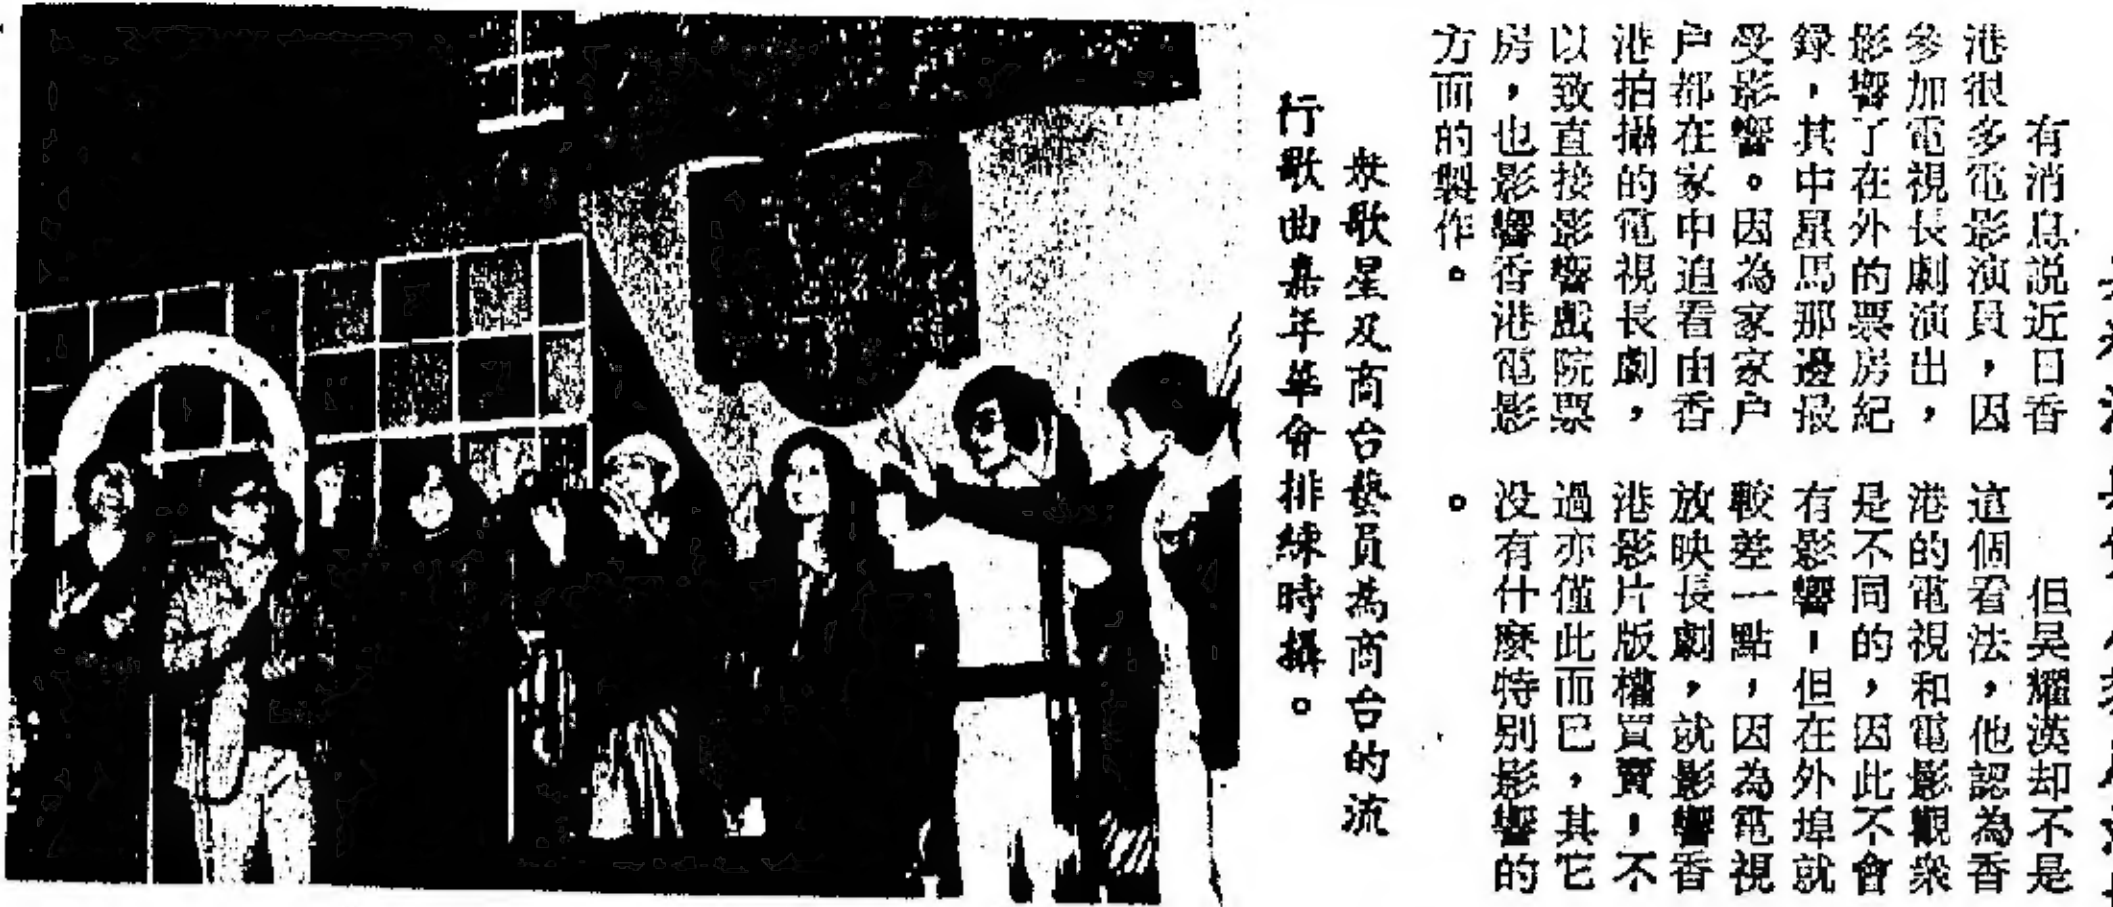 有消息説近日香
港很多電影演員，因
參加電視長劇演出，
影響了在外的票房紀
録，其中星馬那邊最
受影響。因為家家户
户都在家中追看由香
港拍攝的電視長劇，
以致直接影響戲院票
房，也影響香港電影
方面的製作。
但吴耀漢却不是
這個看法，他認為香
港的電視和電影觀衆
是不同的，因此不會
有影響，但在外埠就
較差一點，因為電視
放映長劇，就影響香
港影片版權買賣，不
過亦僅此而已，其它
没有什麽特別影響的
。
衆歌星及商台藝員為商台的流
行歌曲嘉年華會排練時攝。